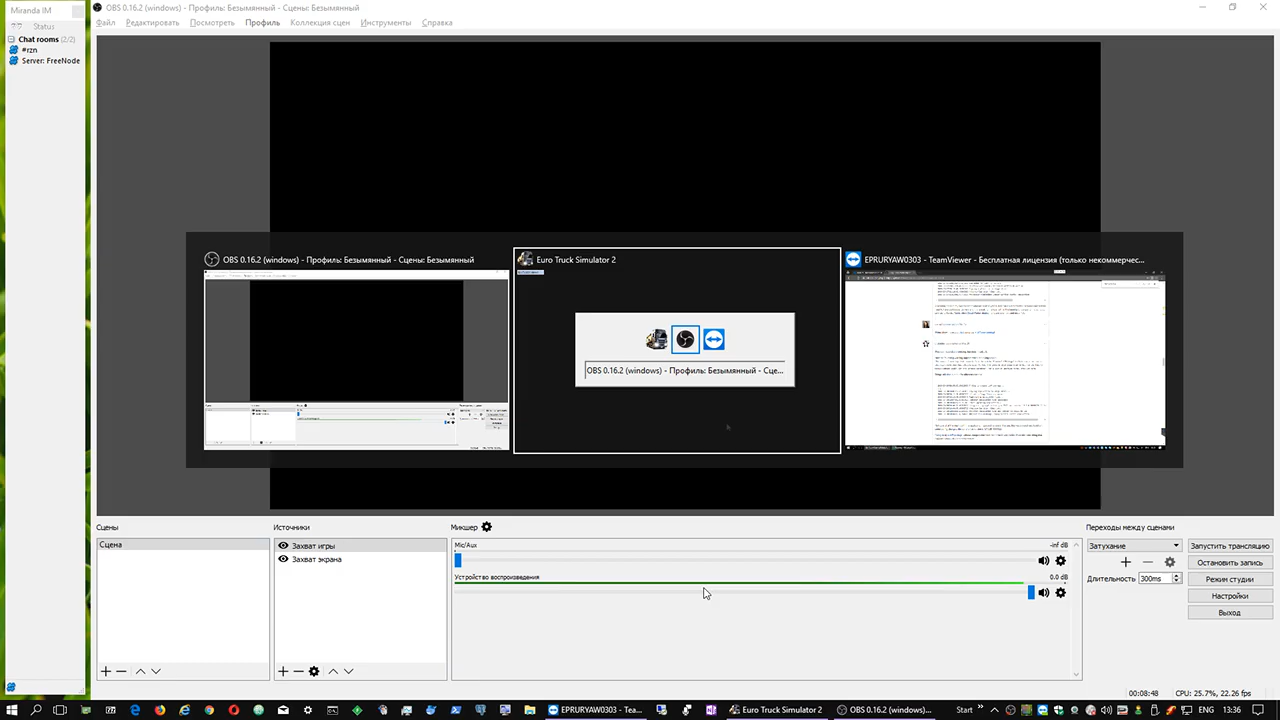 Miranda IM
Status
Chat rooms (2/2)
#rzn
Server: FreeNode
OBS 0.16.2 (windows) - Профиль: Безымянный - Сцены: Безымянный
Файл Редактировать Посмотреть Профиль Коллекция сцен Инструменты Справка
OBS 0.16.2 (windows) - Профиль: Безымянный - Сцены: Безымянный
Euro Truck Simulator 2
EPRURYAW0303 - TeamViewer - Бесплатная лицензия (только некоммерчес...
OBS 0.16.2 (windows) - Профиль: Безымянный - Сце...
Сцены
Сцена
Источники
Захват игры
Захват экрана
Микшер
Mic/Aux -inf dB
Устройство воспроизведения 0.0 dB
Переходы между сценами
Затухание
Длительность 300ms
Запустить трансляцию
Остановить запись
Режим студии
Настройки
Выход
00:08:48 CPU: 25.7%, 22.26 fps
EPRURYAW0303 - Tea... Euro Truck Simulator 2 OBS 0.16.2 (windows)... Start ENG 13:36